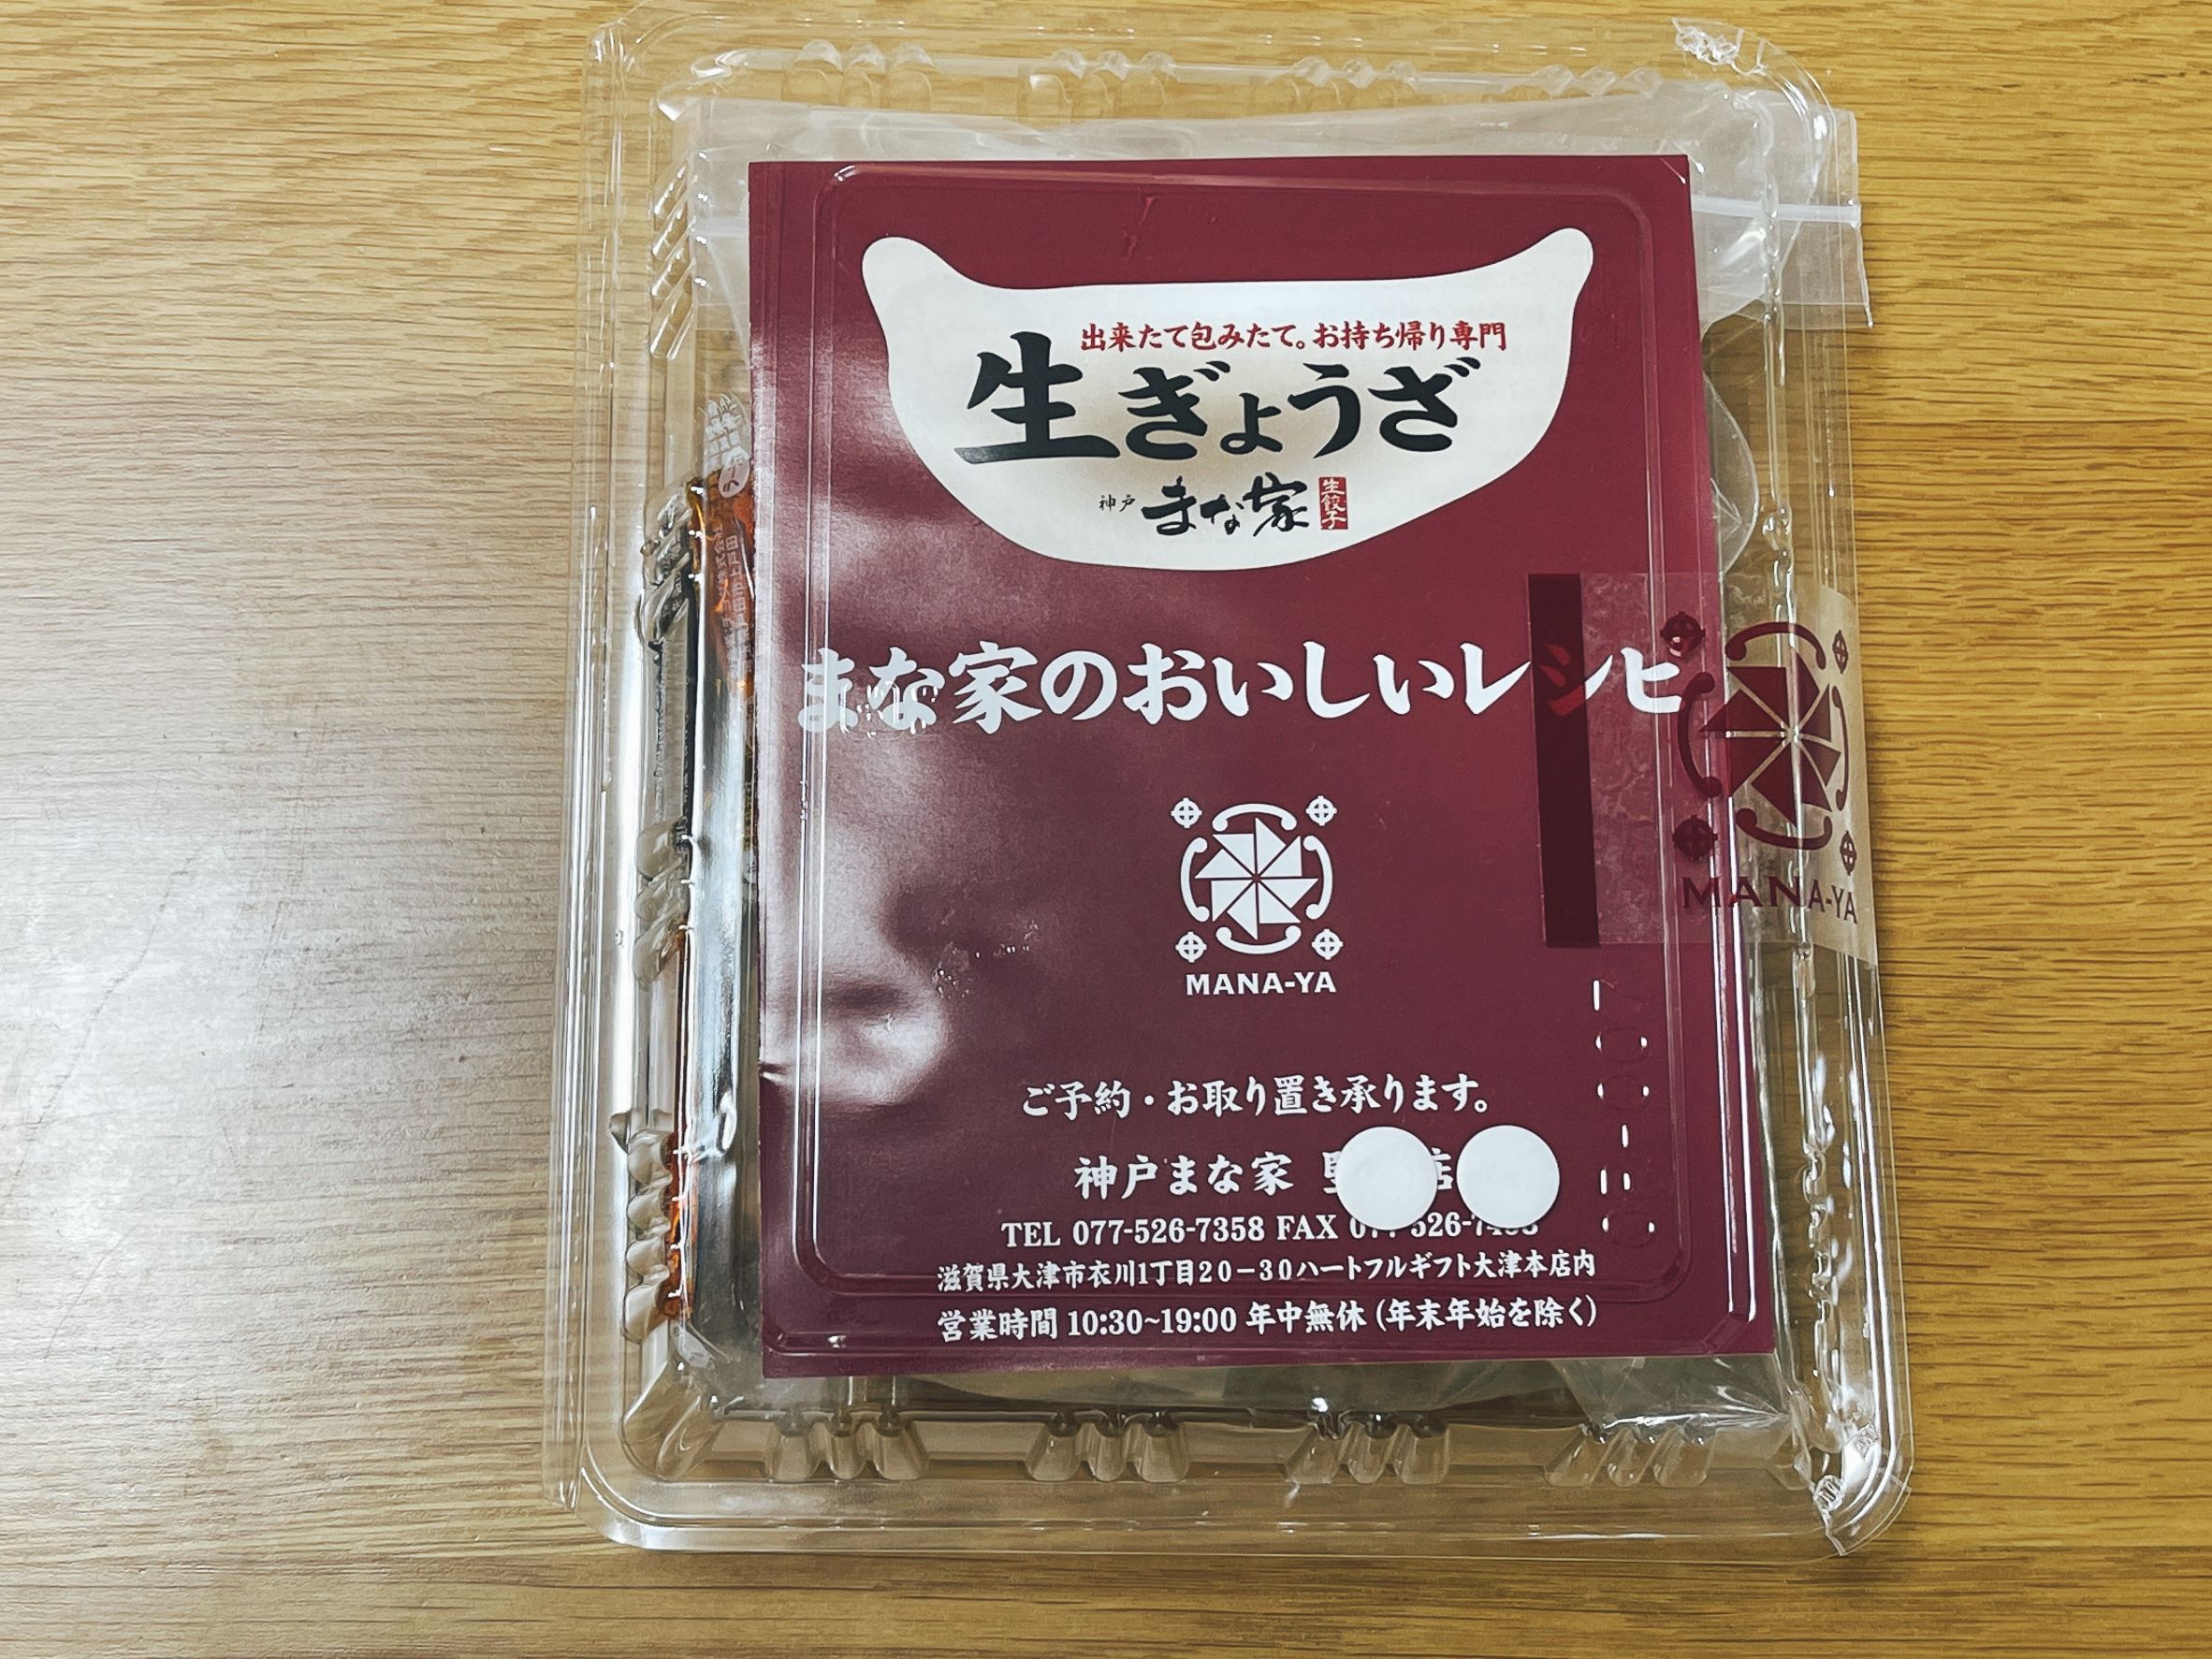 出来たて包みたて。お持ち帰り専門
生ぎょうざ
神戸 まな家 生餃子
まな家のおいしいレシピ
MANA-YA
MANA-YA
ご予約・お取り置き承ります。
神戸まな家 店
TEL 077-526-7358 FAX
滋賀県大津市衣川1丁目20-30ハートフルギフト大津本店内
営業時間 10:30~19:00 年中無休 (年末年始を除く)